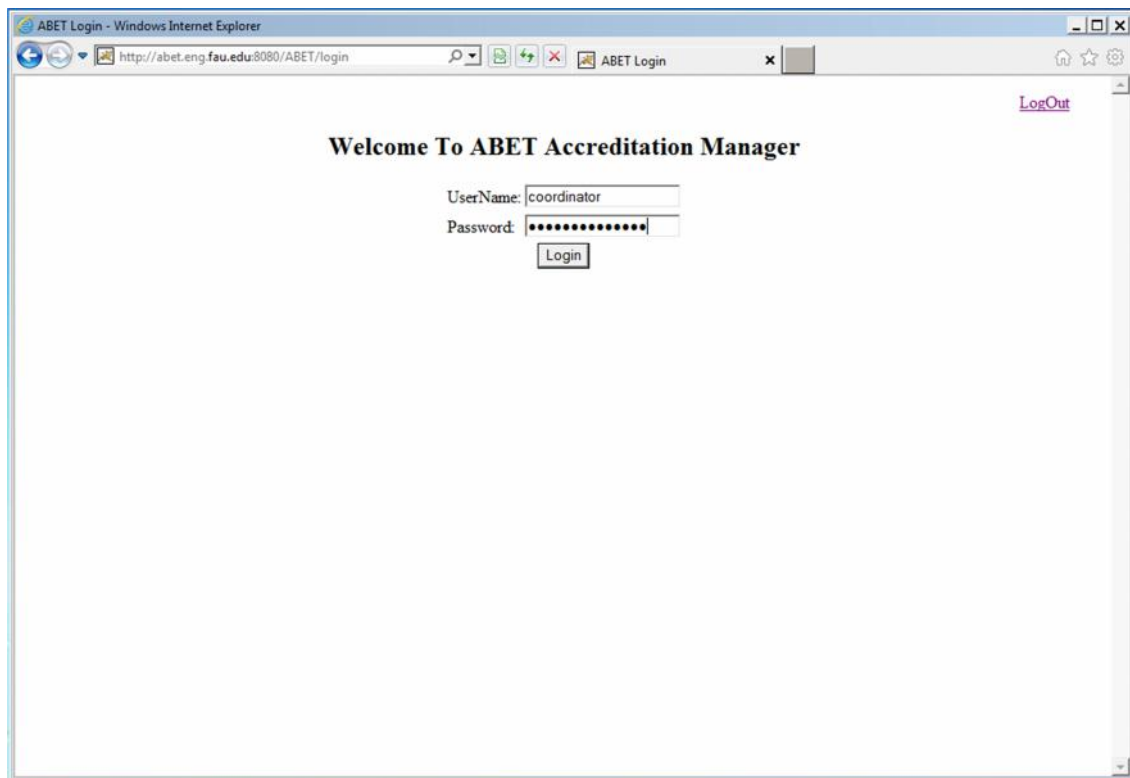 ABET Login - Windows Internet Explorer
http://abet.eng.fau.edu:8080/ABET/login
ABET Login
LogOut
Welcome To ABET Accreditation Manager
UserName: coordinator
Password: ••••••••••••••
Login